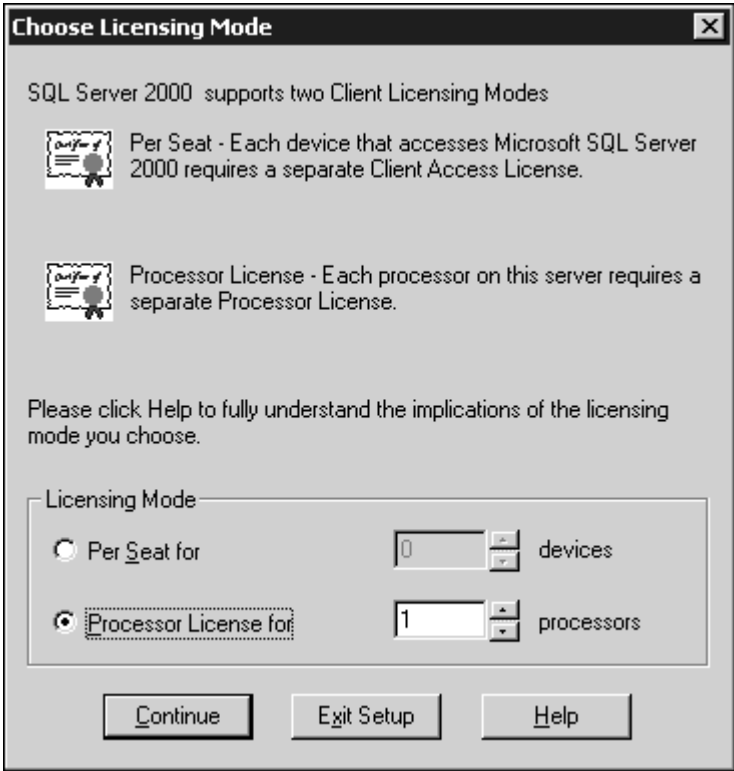 Choose Licensing Mode
SQL Server 2000 supports two Client Licensing Modes
Per Seat - Each device that accesses Microsoft SQL Server
2000 requires a separate Client Access License.
Processor License - Each processor on this server requires a
separate Processor License.
Please click Help to fully understand the implications of the licensing
mode you choose.
Licensing Mode
Per Seat for 0 devices
Processor License for 1 processors
Continue Exit Setup Help